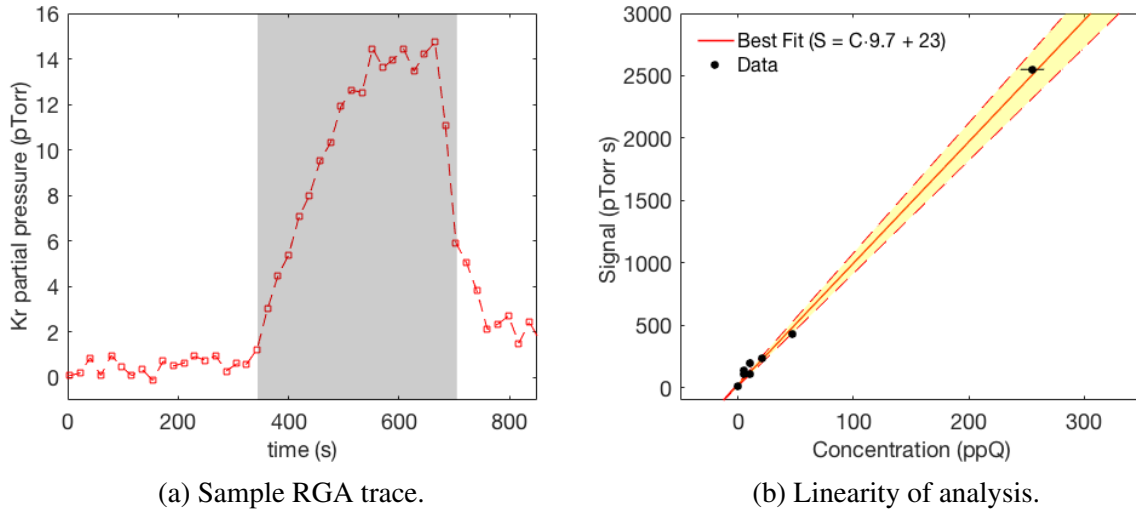 16
14
12
10
8
6
4
2
0
Kr partial pressure (pTorr)
0 200 400 600 800
time (s)
(a) Sample RGA trace.
3000
2500
2000
1500
1000
500
0
Signal (pTorr s)
Best Fit (S = C·9.7 + 23)
Data
0 100 200 300
Concentration (ppQ)
(b) Linearity of analysis.